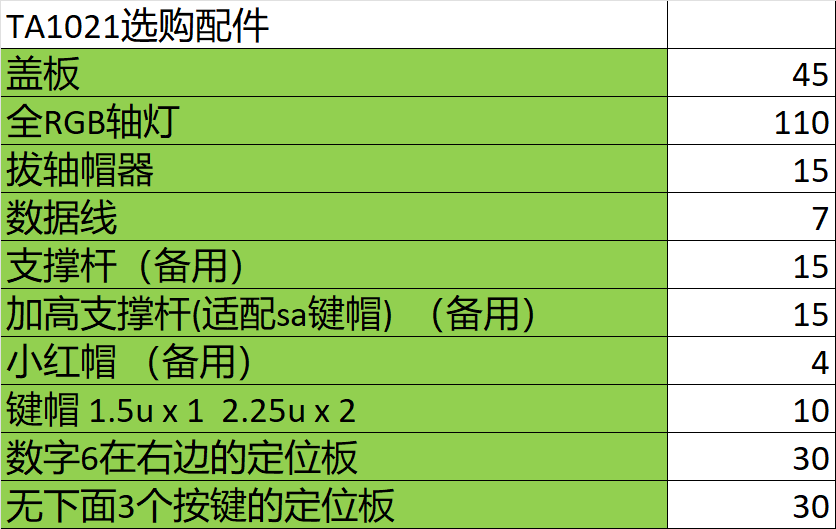 TA1021选购配件
盖板 45
全RGB轴灯 110
拔轴帽器 15
数据线 7
支撑杆（备用） 15
加高支撑杆(适配sa键帽) （备用） 15
小红帽 （备用） 4
键帽 1.5u x 1 2.25u x 2 10
数字6在右边的定位板 30
无下面3个按键的定位板 30